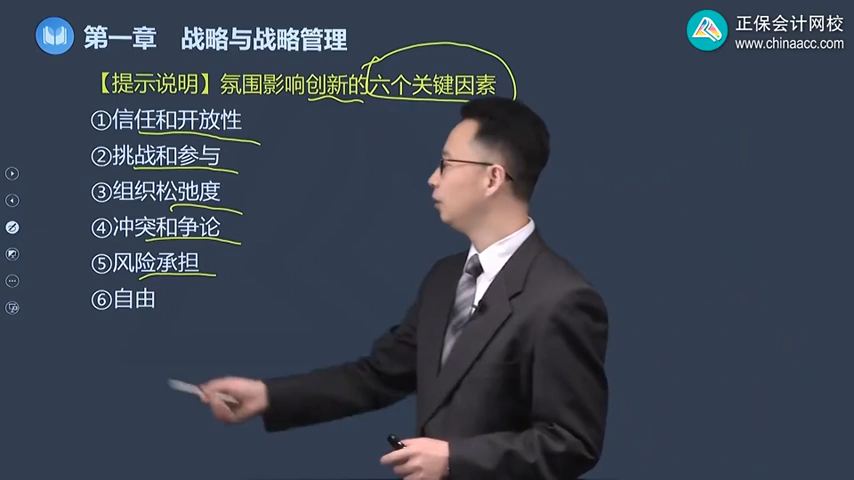 第一章 战略与战略管理
正保会计网校
www.chinaacc.com
【提示说明】氛围影响创新的六个关键因素
①信任和开放性
②挑战和参与
③组织松弛度
④冲突和争论
⑤风险承担
⑥自由